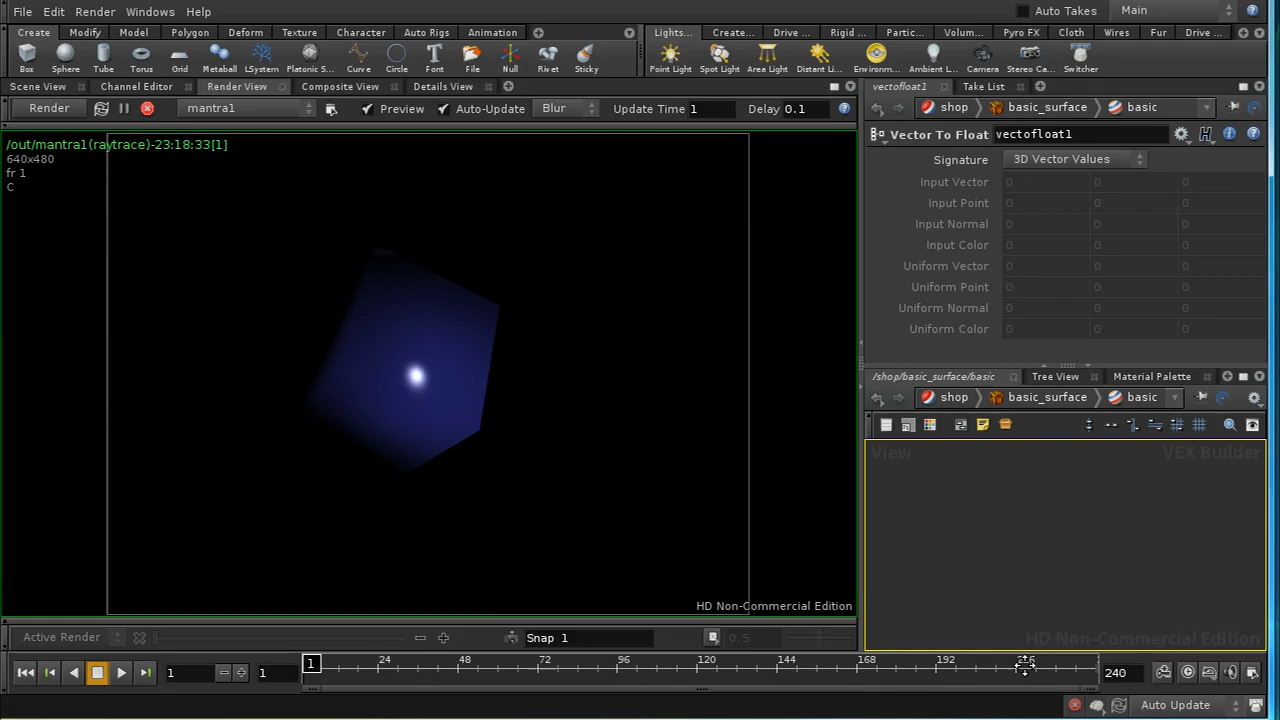 File Edit Render Windows Help Auto Takes Main
Create Modify Model Polygon Deform Texture Character Auto Rigs Animation Lights... Create... Drive ... Rigid ... Partic... Volum... Pyro FX Cloth Wires Fur Drive ...
Box Sphere Tube Torus Grid Metaball LSystem Platonic S... Curve Circle Font File Null Rivet Sticky Point Light Spot Light Area Light Distant Li... Environm... Ambient L... Camera Stereo Ca... Switcher
Scene View Channel Editor Render View Composite View Details View vectofloat1 Take List
Render mantra1 Preview Auto-Update Blur Update Time 1 Delay 0.1 shop basic_surface basic
Vector To Float vectofloat1
/out/mantra1(raytrace)-23:18:33[1]
640x480
fr 1
C
Signature 3D Vector Values
Input Vector 0 0 0
Input Point 0 0 0
Input Normal 0 0 0
Input Color 0 0 0
Uniform Vector 0 0 0
Uniform Point 0 0 0
Uniform Normal 0 0 0
Uniform Color 0 0 0
/shop/basic_surface/basic Tree View Material Palette
shop basic_surface basic
View VEX Builder
HD Non-Commercial Edition
HD Non-Commercial Edition
Active Render Snap 1 0.5
1 1 1 24 48 72 96 120 144 168 192 216 240
Auto Update